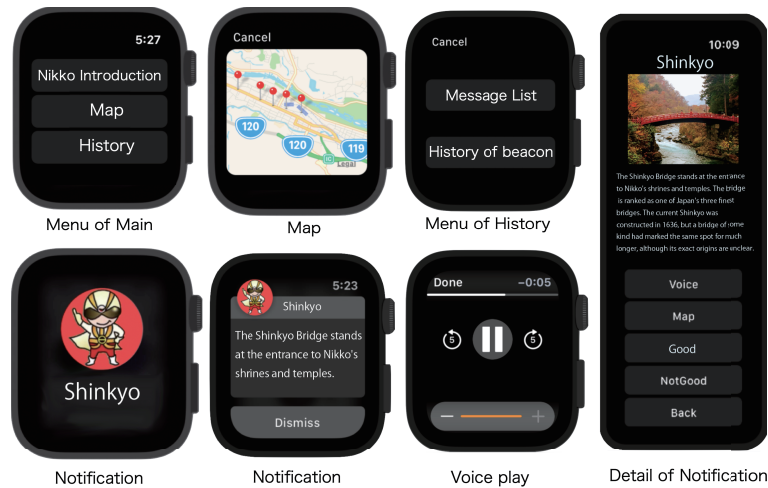 5:27
Nikko Introduction
Map
History
Menu of Main
Cancel
120
120
119
Legal
Map
Cancel
Message List
History of beacon
Menu of History
10:09
Shinkyo
The Shinkyo Bridge stands at the entrance
to Nikko's shrines and temples. The bridge
is ranked as one of Japan's three finest
bridges. The current Shinkyo was
constructed in 1636, but a bridge of some
kind had marked the same spot for much
longer, although its exact origins are unclear.
Voice
Map
Good
NotGood
Back
Detail of Notification
Shinkyo
Notification
5:23
Shinkyo
The Shinkyo Bridge stands
at the entrance to Nikko's
shrines and temples.
Dismiss
Notification
Done
-0:05
5
5
Voice play